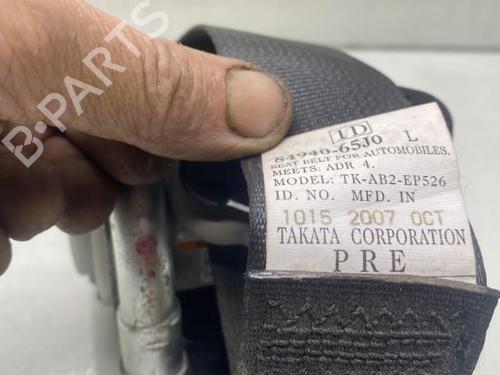 B-PARTS
1D
84940-65J0 L
SEAT BELT FOR AUTOMOBILES.
MEETS: ADR 4.
MODEL: TK-AB2-EP526
ID. NO. MFD. IN
1015 2007 OCT
TAKATA CORPORATION
PRE